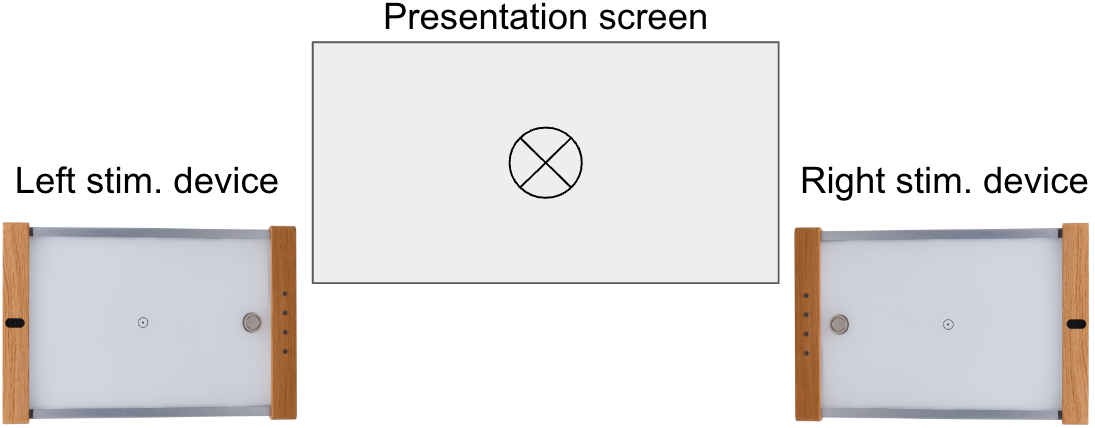 Presentation screen
Left stim. device
Right stim. device